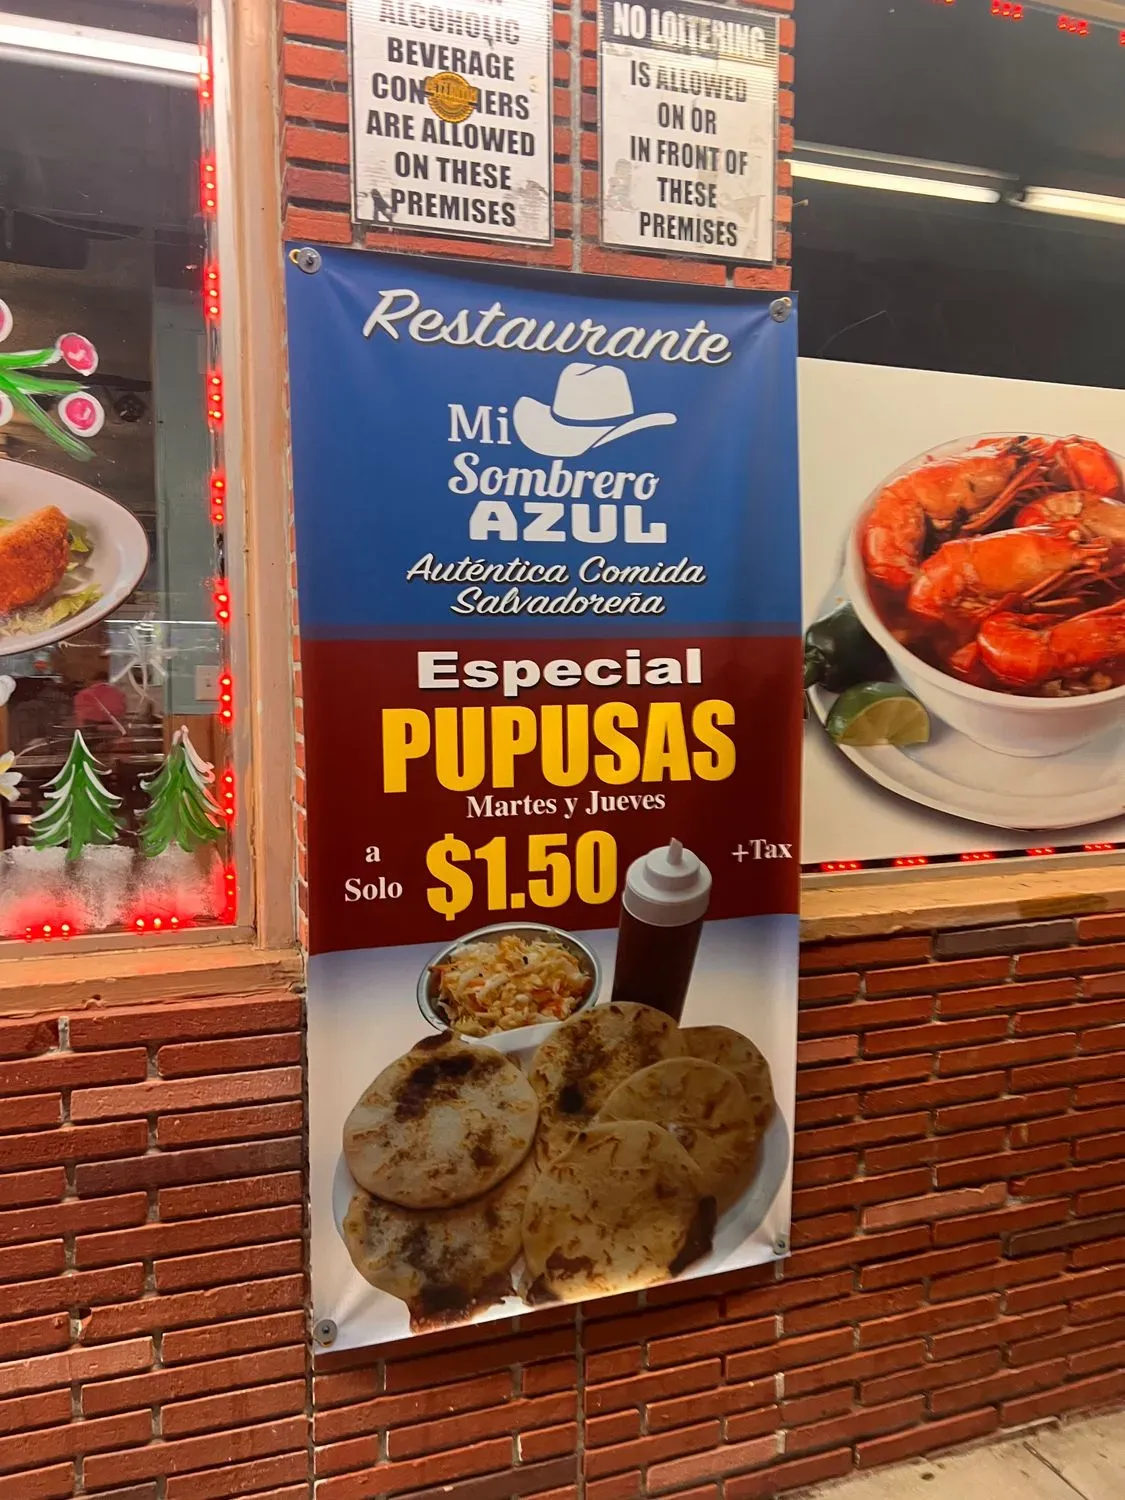 ALCOHOLIC
BEVERAGE
ARE ALLOWED
ON THESE
PREMISES
NO LOITERING
IS ALLOWED
ON OR
IN FRONT OF
THESE
PREMISES
Restaurante
Mi
Sombrero
AZUL
Auténtica Comida
Salvadoreña
Especial
PUPUSAS
Martes y Jueves
a
Solo
$1.50
+Tax